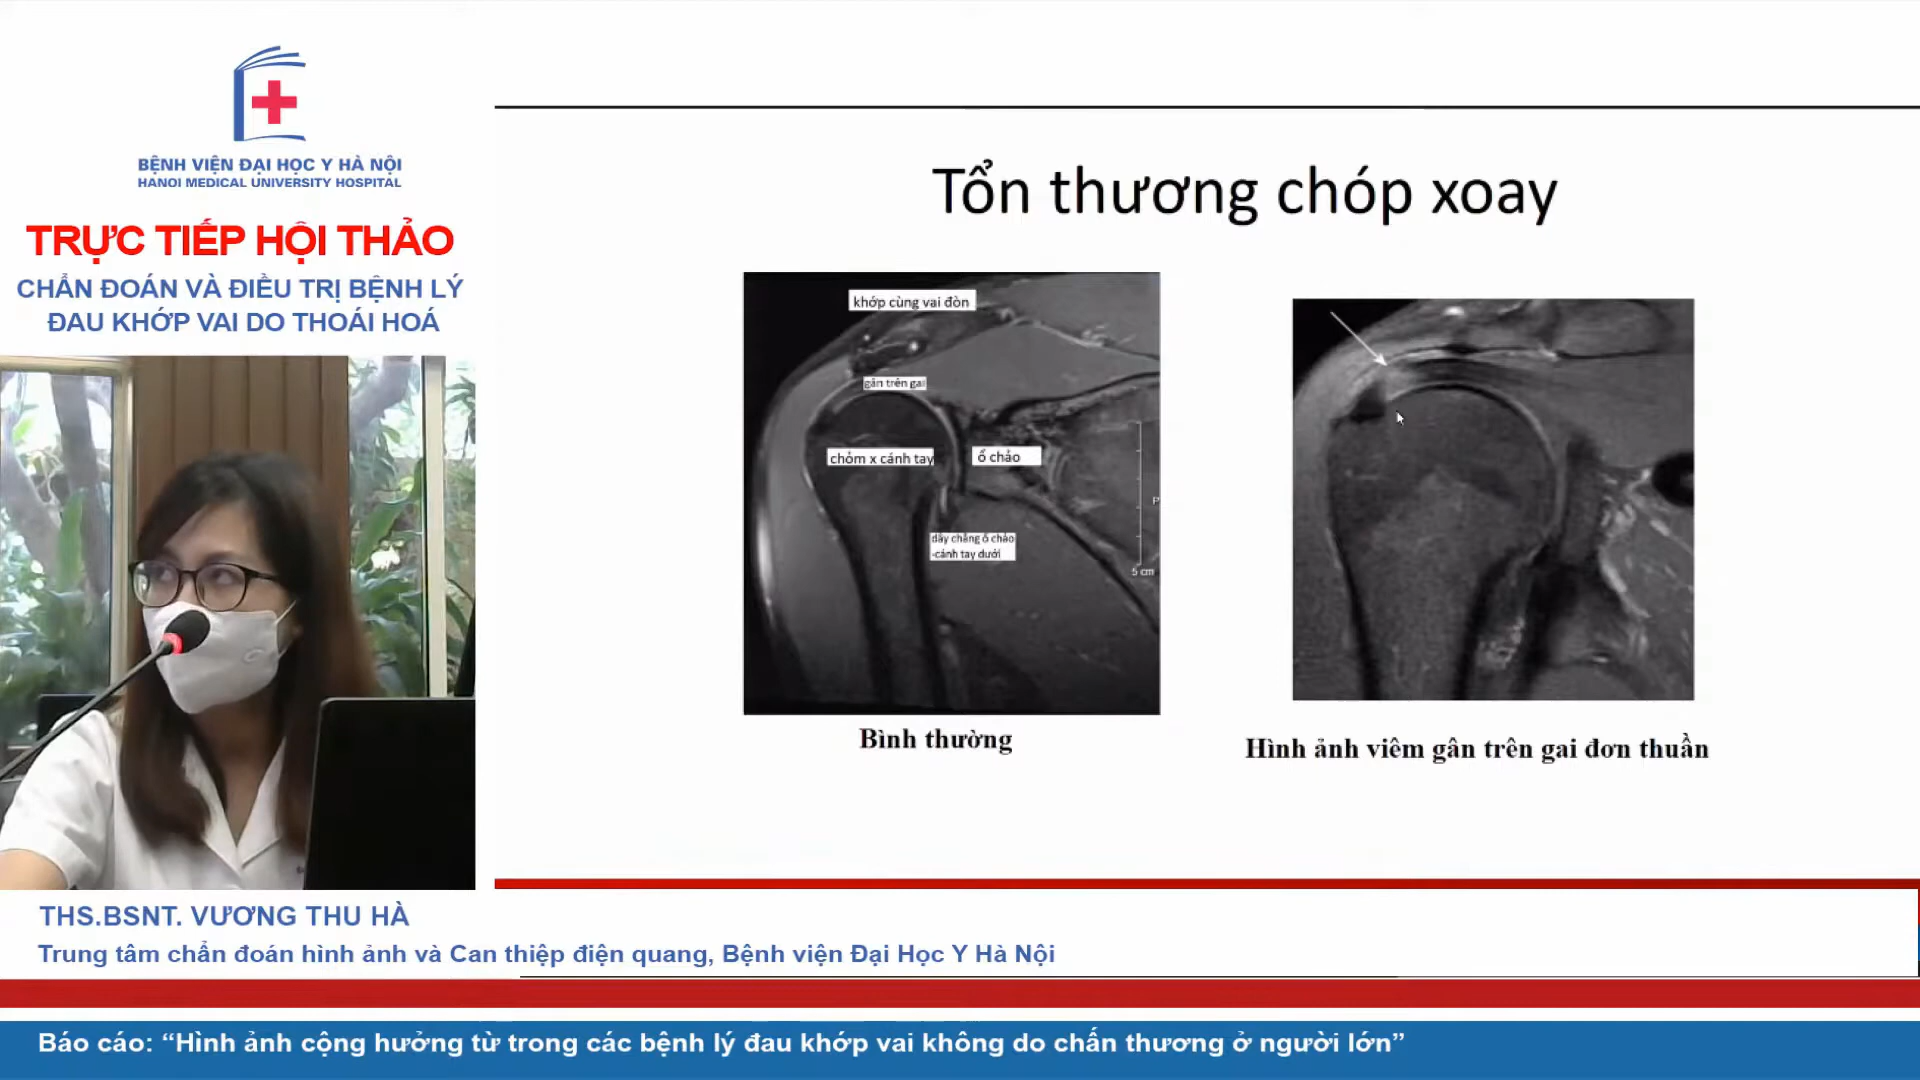 BỆNH VIỆN ĐẠI HỌC Y HÀ NỘI
HANOI MEDICAL UNIVERSITY HOSPITAL
TRỰC TIẾP HỘI THẢO
CHẨN ĐOÁN VÀ ĐIỀU TRỊ BỆNH LÝ
ĐAU KHỚP VAI DO THOÁI HOÁ
Tổn thương chóp xoay
khớp cùng vai đòn
gân trên gai
chỏm x cánh tay
ổ chảo
dây chằng ổ chảo
-cánh tay dưới
P
5 cm
Bình thường
Hình ảnh viêm gân trên gai đơn thuần
THS.BSNT. VƯƠNG THU HÀ
Trung tâm chẩn đoán hình ảnh và Can thiệp điện quang, Bệnh viện Đại Học Y Hà Nội
Báo cáo: “Hình ảnh cộng hưởng từ trong các bệnh lý đau khớp vai không do chấn thương ở người lớn”